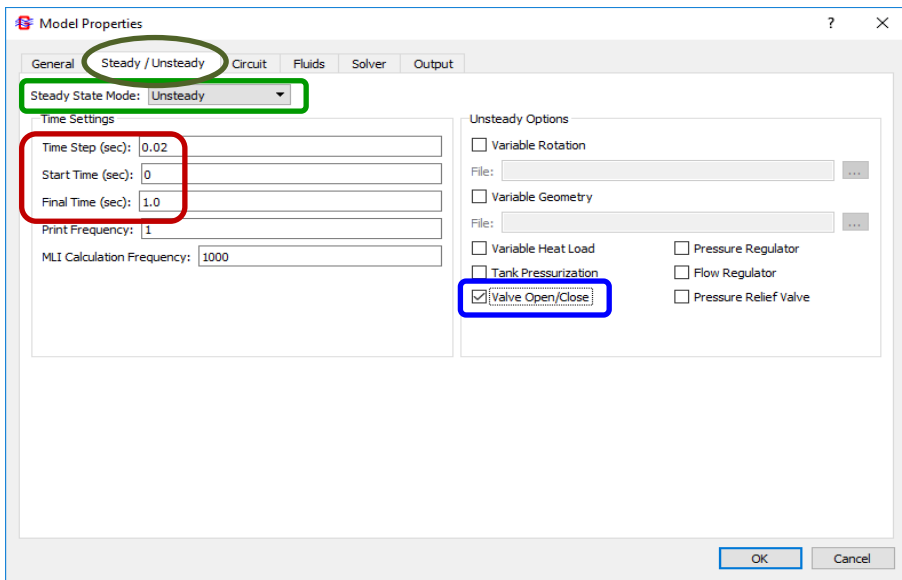 Model Properties
? ×
General Steady / Unsteady Circuit Fluids Solver Output
Steady State Mode: Unsteady
Time Settings
Time Step (sec): 0.02
Start Time (sec): 0
Final Time (sec): 1.0
Print Frequency: 1
MLI Calculation Frequency: 1000
Unsteady Options
Variable Rotation
File: ...
Variable Geometry
File: ...
Variable Heat Load Pressure Regulator
Tank Pressurization Flow Regulator
Valve Open/Close Pressure Relief Valve
OK Cancel